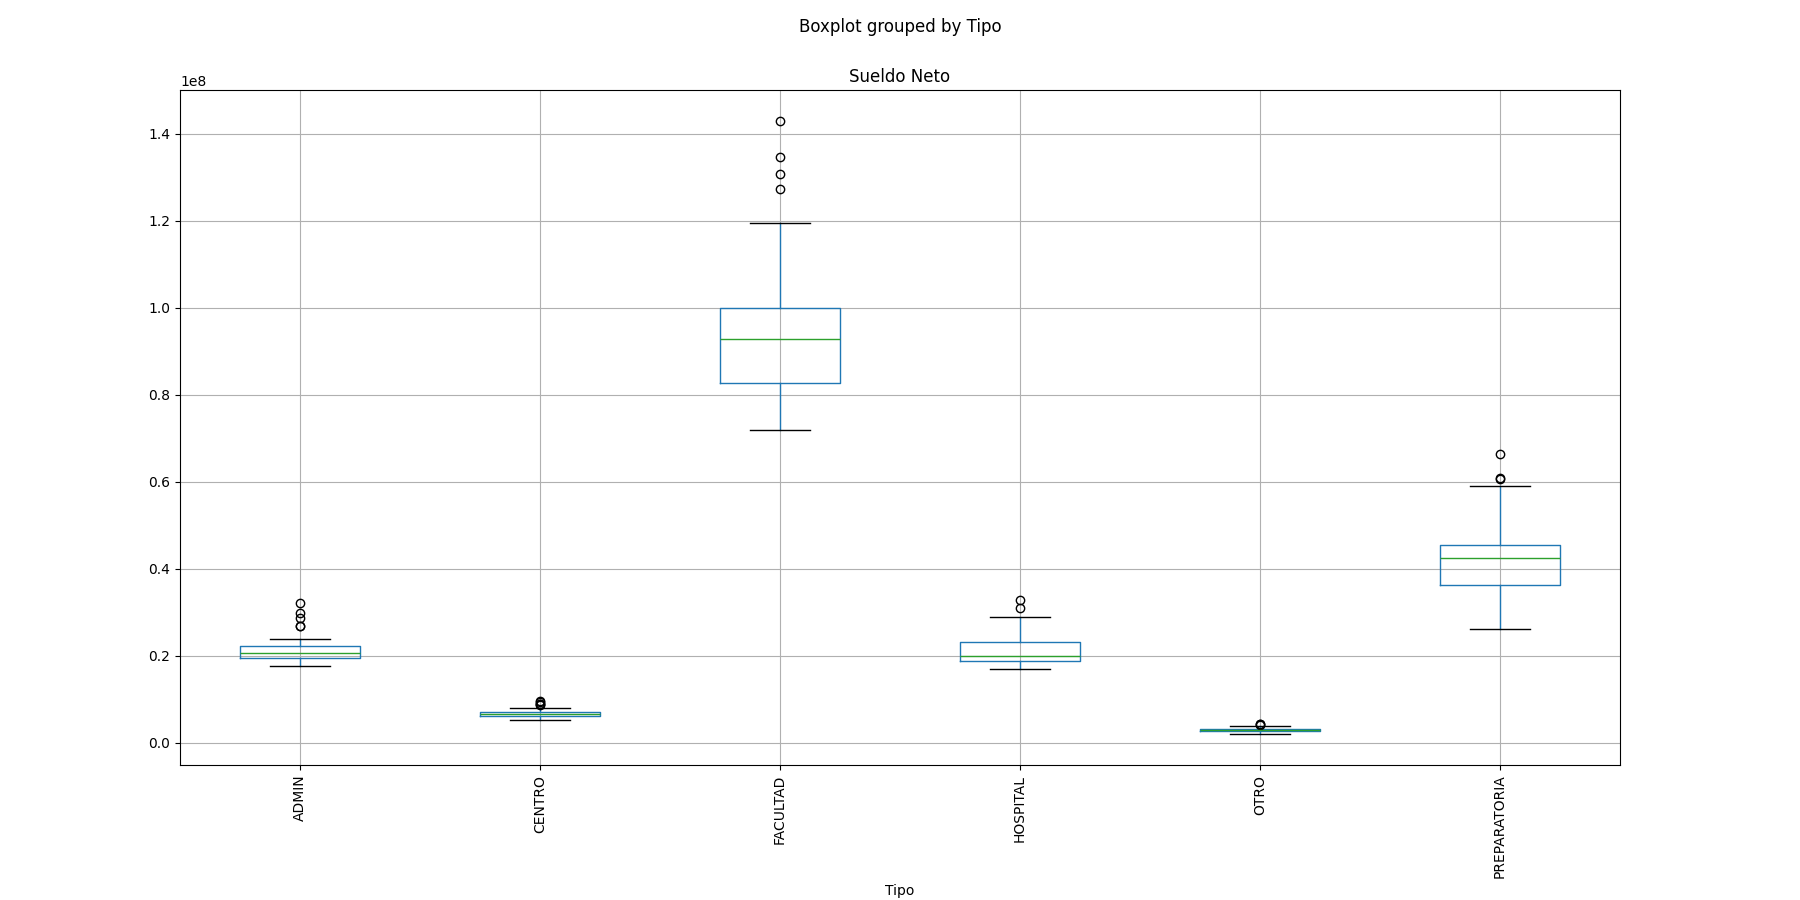 Boxplot grouped by Tipo
Sueldo Neto
1e8
1.4
1.2
1.0
0.8
0.6
0.4
0.2
0.0
ADMIN
CENTRO
FACULTAD
HOSPITAL
OTRO
PREPARATORIA
Tipo